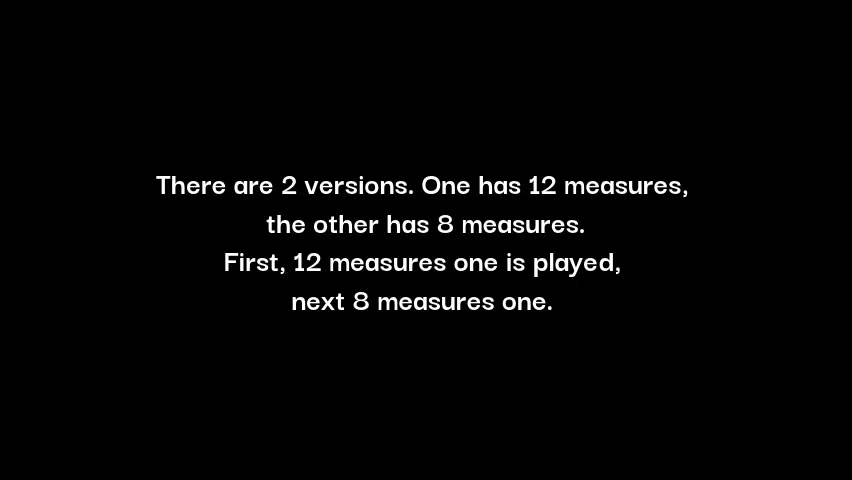 There are 2 versions. One has 12 measures,
the other has 8 measures.
First, 12 measures one is played,
next 8 measures one.